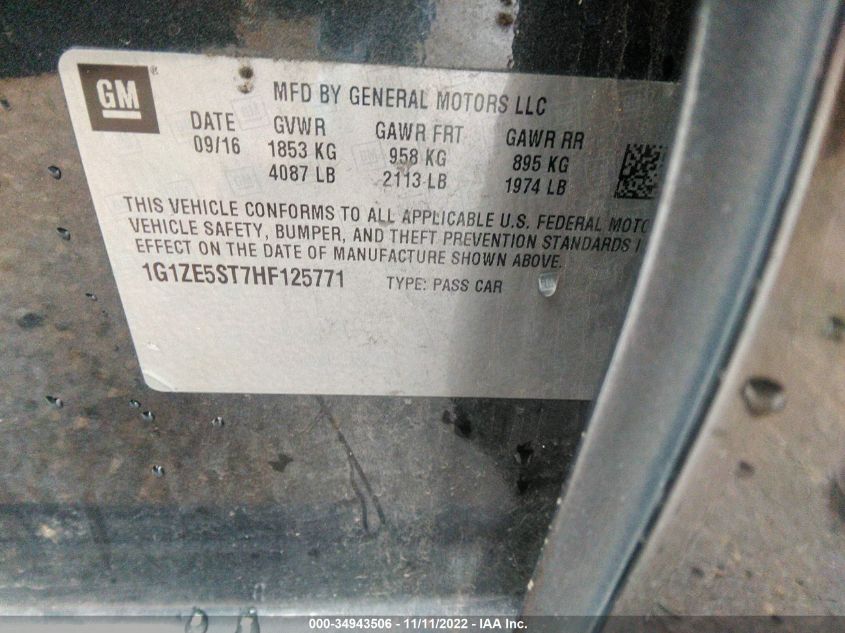 GM
®
MFD BY GENERAL MOTORS LLC
DATE GVWR GAWR FRT GAWR RR
09/16 1853 KG 958 KG 895 KG
4087 LB 2113 LB 1974 LB
THIS VEHICLE CONFORMS TO ALL APPLICABLE U.S. FEDERAL MOTO
VEHICLE SAFETY, BUMPER, AND THEFT PREVENTION STANDARDS I
EFFECT ON THE DATE OF MANUFACTURE SHOWN ABOVE.
1G1ZE5ST7HF125771 TYPE: PASS CAR
000-34943506 - 11/11/2022 - IAA Inc.